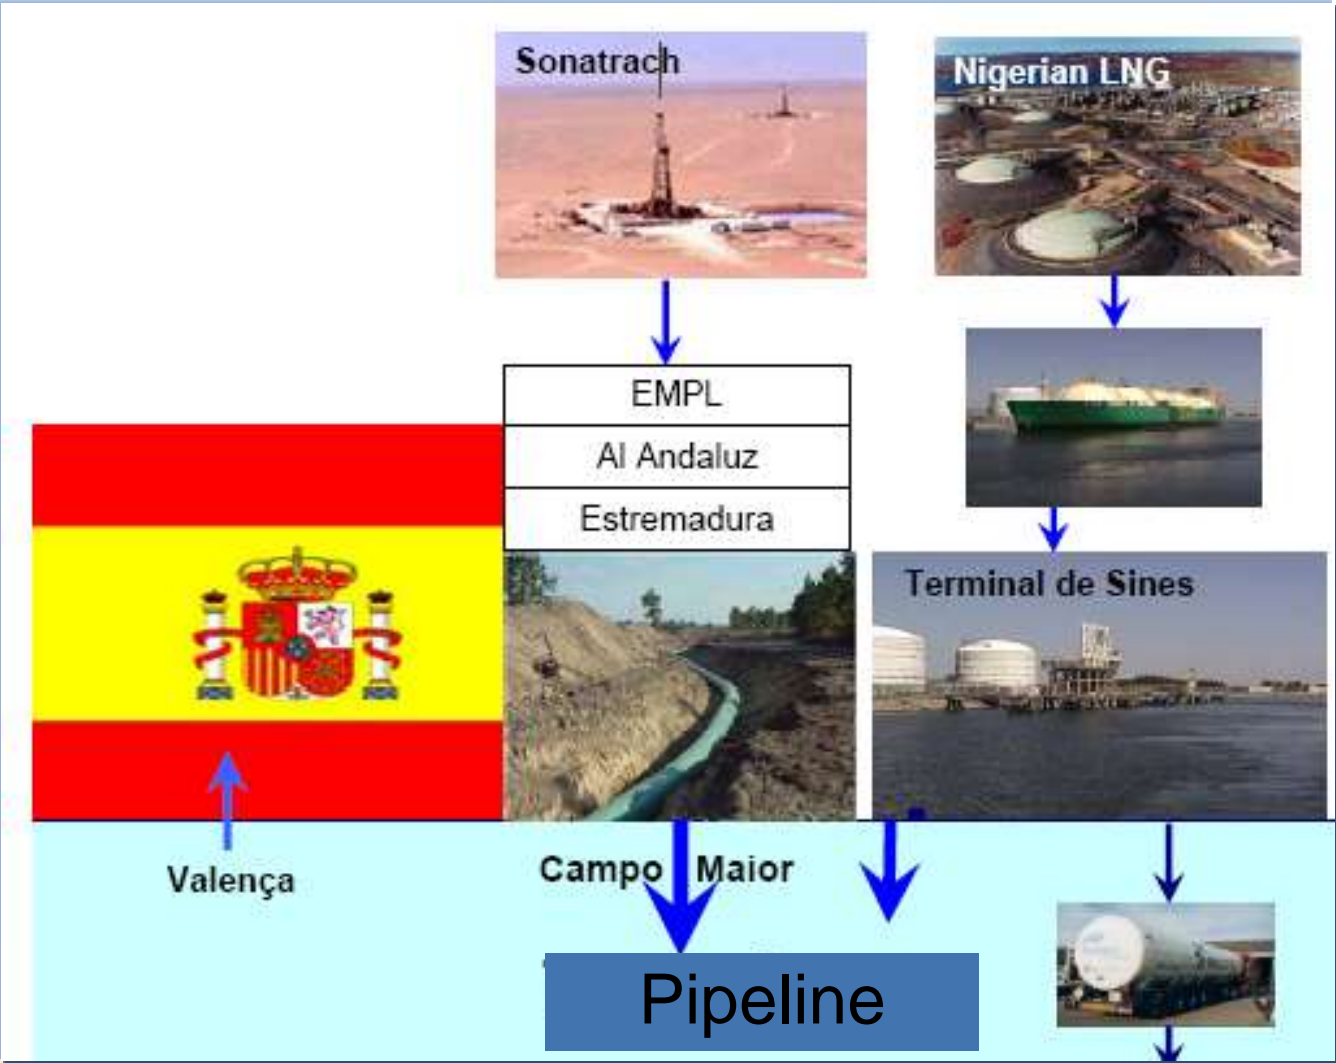 Sonatrach
Nigerian LNG
EMPL
Al Andaluz
Estremadura
Terminal de Sines
Valença
Campo Maior
Pipeline